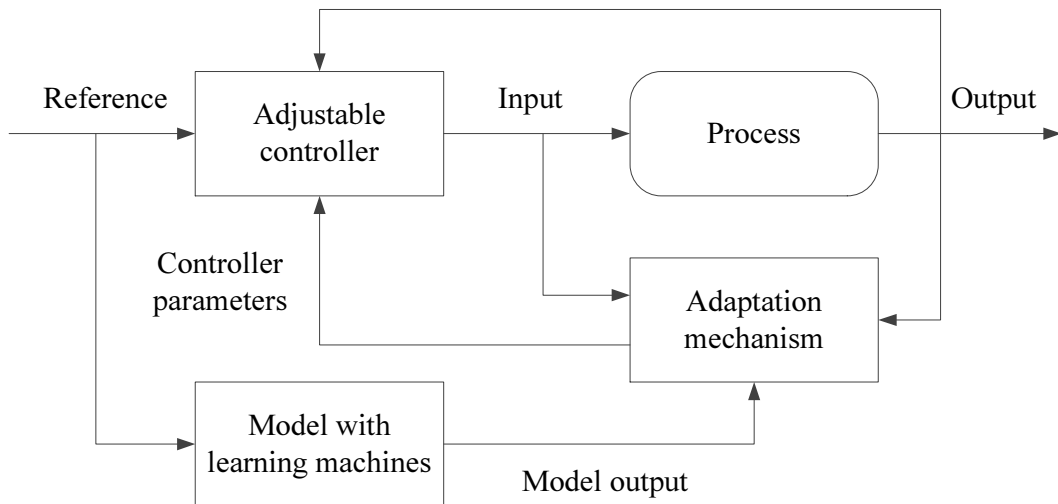 Reference
Adjustable
controller
Input
Process
Output
Controller
parameters
Adaptation
mechanism
Model with
learning machines
Model output